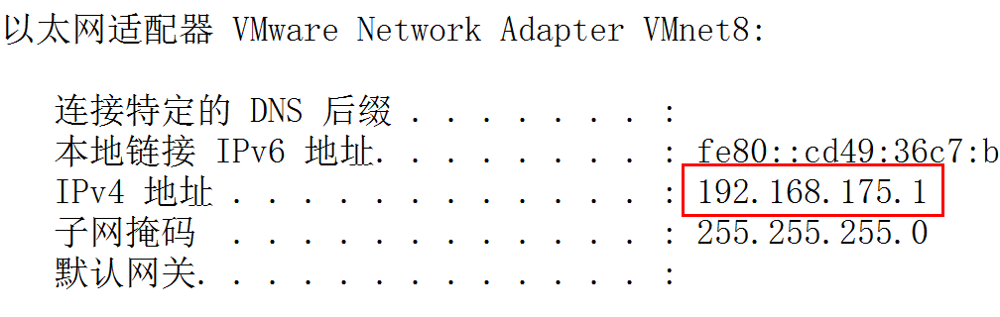 以太网适配器 VMware Network Adapter VMnet8:
连接特定的 DNS 后缀 . . . . . . . :
本地链接 IPv6 地址. . . . . . . . : fe80::cd49:36c7:b
IPv4 地址 . . . . . . . . . . . . : 192.168.175.1
子网掩码  . . . . . . . . . . . . : 255.255.255.0
默认网关. . . . . . . . . . . . . :